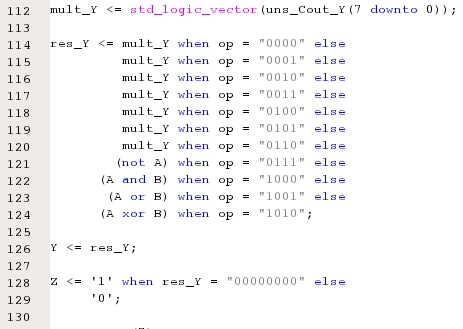 112 mult_Y <= std_logic_vector(uns_Cout_Y(7 downto 0));
113
114 res_Y <= mult_Y when op = "0000" else
115 mult_Y when op = "0001" else
116 mult_Y when op = "0010" else
117 mult_Y when op = "0011" else
118 mult_Y when op = "0100" else
119 mult_Y when op = "0101" else
120 mult_Y when op = "0110" else
121 (not A) when op = "0111" else
122 (A and B) when op = "1000" else
123 (A or B) when op = "1001" else
124 (A xor B) when op = "1010";
125
126 Y <= res_Y;
127
128 Z <= '1' when res_Y = "00000000" else
129 '0';
130